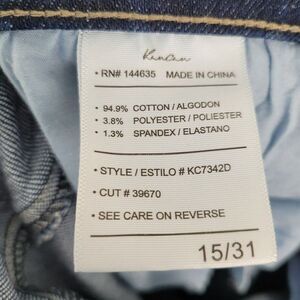 KanCan
• RN# 144635 MADE IN CHINA
• 94.9% COTTON / ALGODON
• 3.8% POLYESTER / POLIESTER
• 1.3% SPANDEX / ELASTANO
• STYLE / ESTILO # KC7342D
• CUT # 39670
• SEE CARE ON REVERSE
15/31